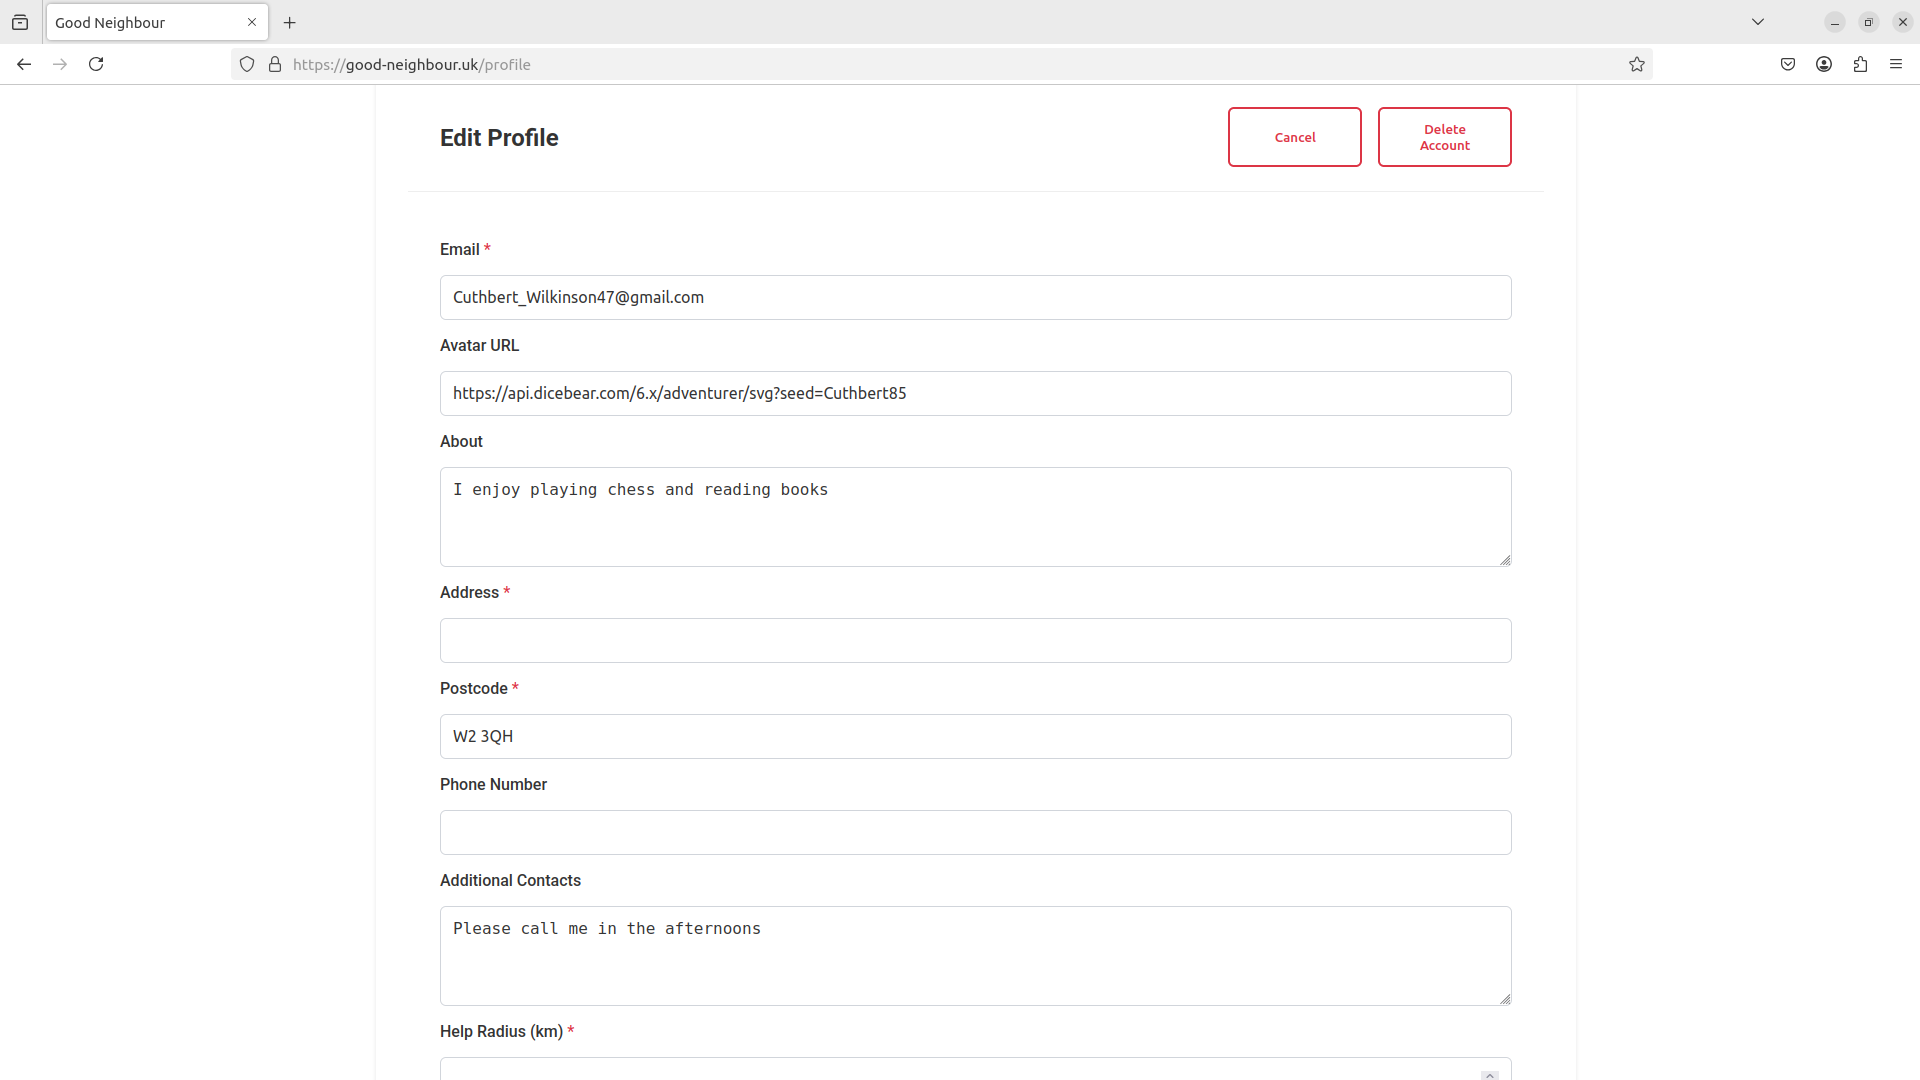 Good Neighbour
https://good-neighbour.uk/profile
Edit Profile
Cancel
Delete
Account
Email *
Cuthbert_Wilkinson47@gmail.com
Avatar URL
https://api.dicebear.com/6.x/adventurer/svg?seed=Cuthbert85
About
I enjoy playing chess and reading books
Address *
Postcode *
W2 3QH
Phone Number
Additional Contacts
Please call me in the afternoons
Help Radius (km) *